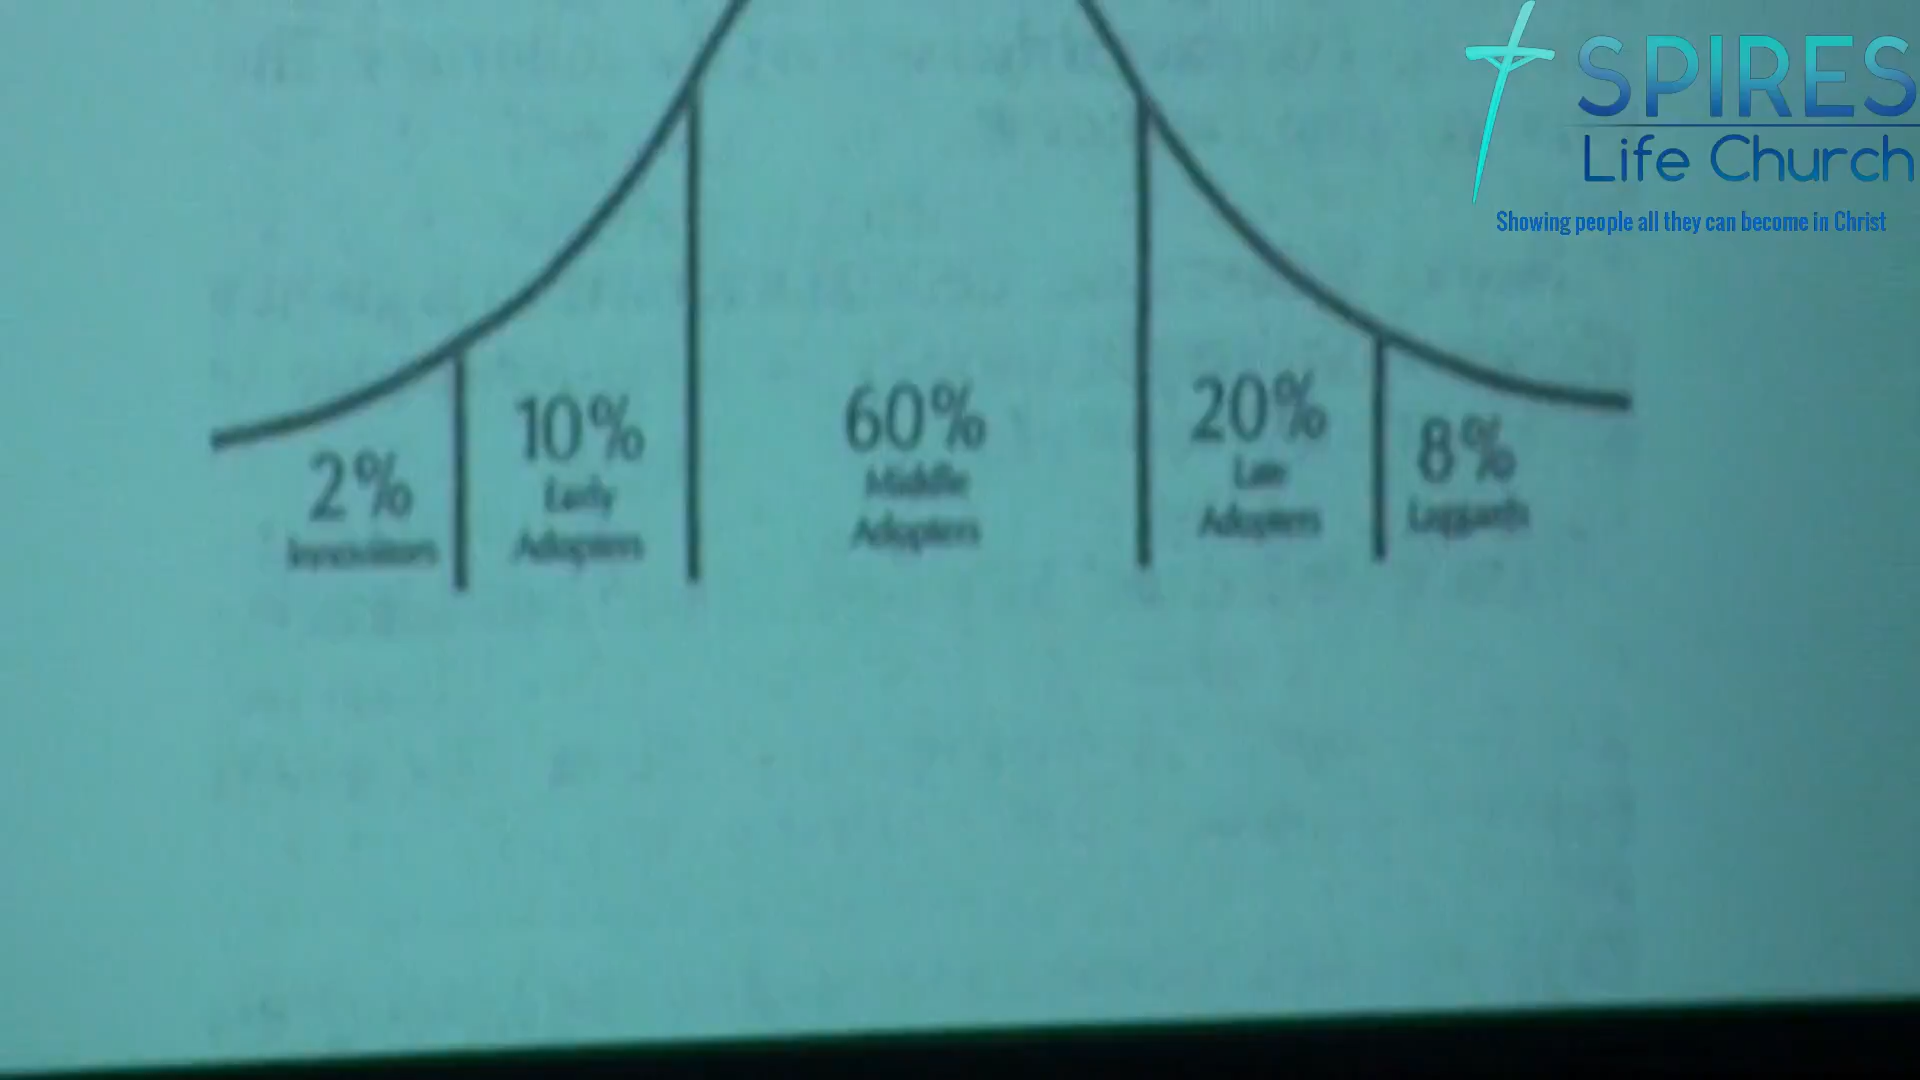 SPIRES
Life Church
Showing people all they can become in Christ
2%
Innovators
10%
Early
Adopters
60%
Middle
Adopters
20%
Late
Adopters
8%
Laggards